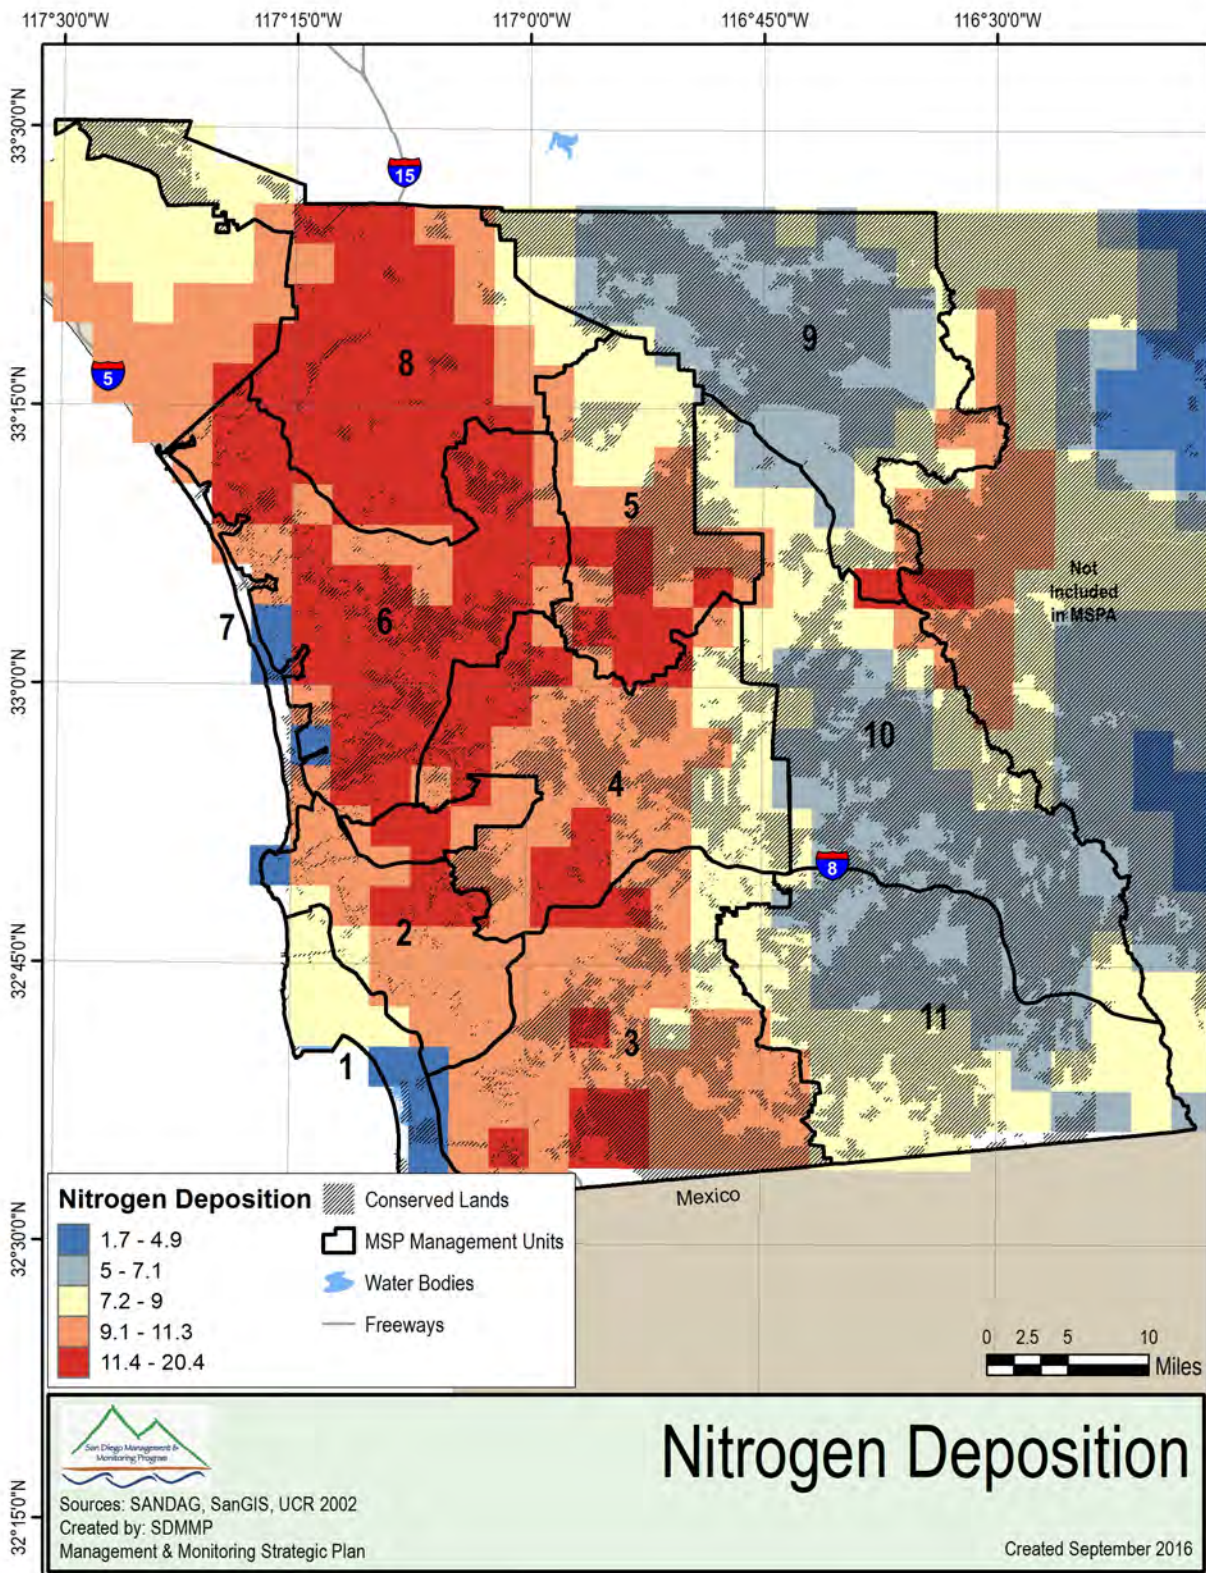 117°30'0"W
117°15'0"W
117°0'0"W
116°45'0"W
116°30'0"W
33°30'0"N
33°15'0"N
33°0'0"N
32°45'0"N
32°30'0"N
32°15'0"N
15
5
8
9
8
5
6
7
Not
Included
in MSPA
10
4
2
11
3
1
Mexico
Nitrogen Deposition
1.7 - 4.9
5 - 7.1
7.2 - 9
9.1 - 11.3
11.4 - 20.4
Conserved Lands
MSP Management Units
Water Bodies
Freeways
0 2.5 5 10
Miles
San Diego Management &
Monitoring Program
Nitrogen Deposition
Sources: SANDAG, SanGIS, UCR 2002
Created by: SDMMP
Management & Monitoring Strategic Plan
Created September 2016